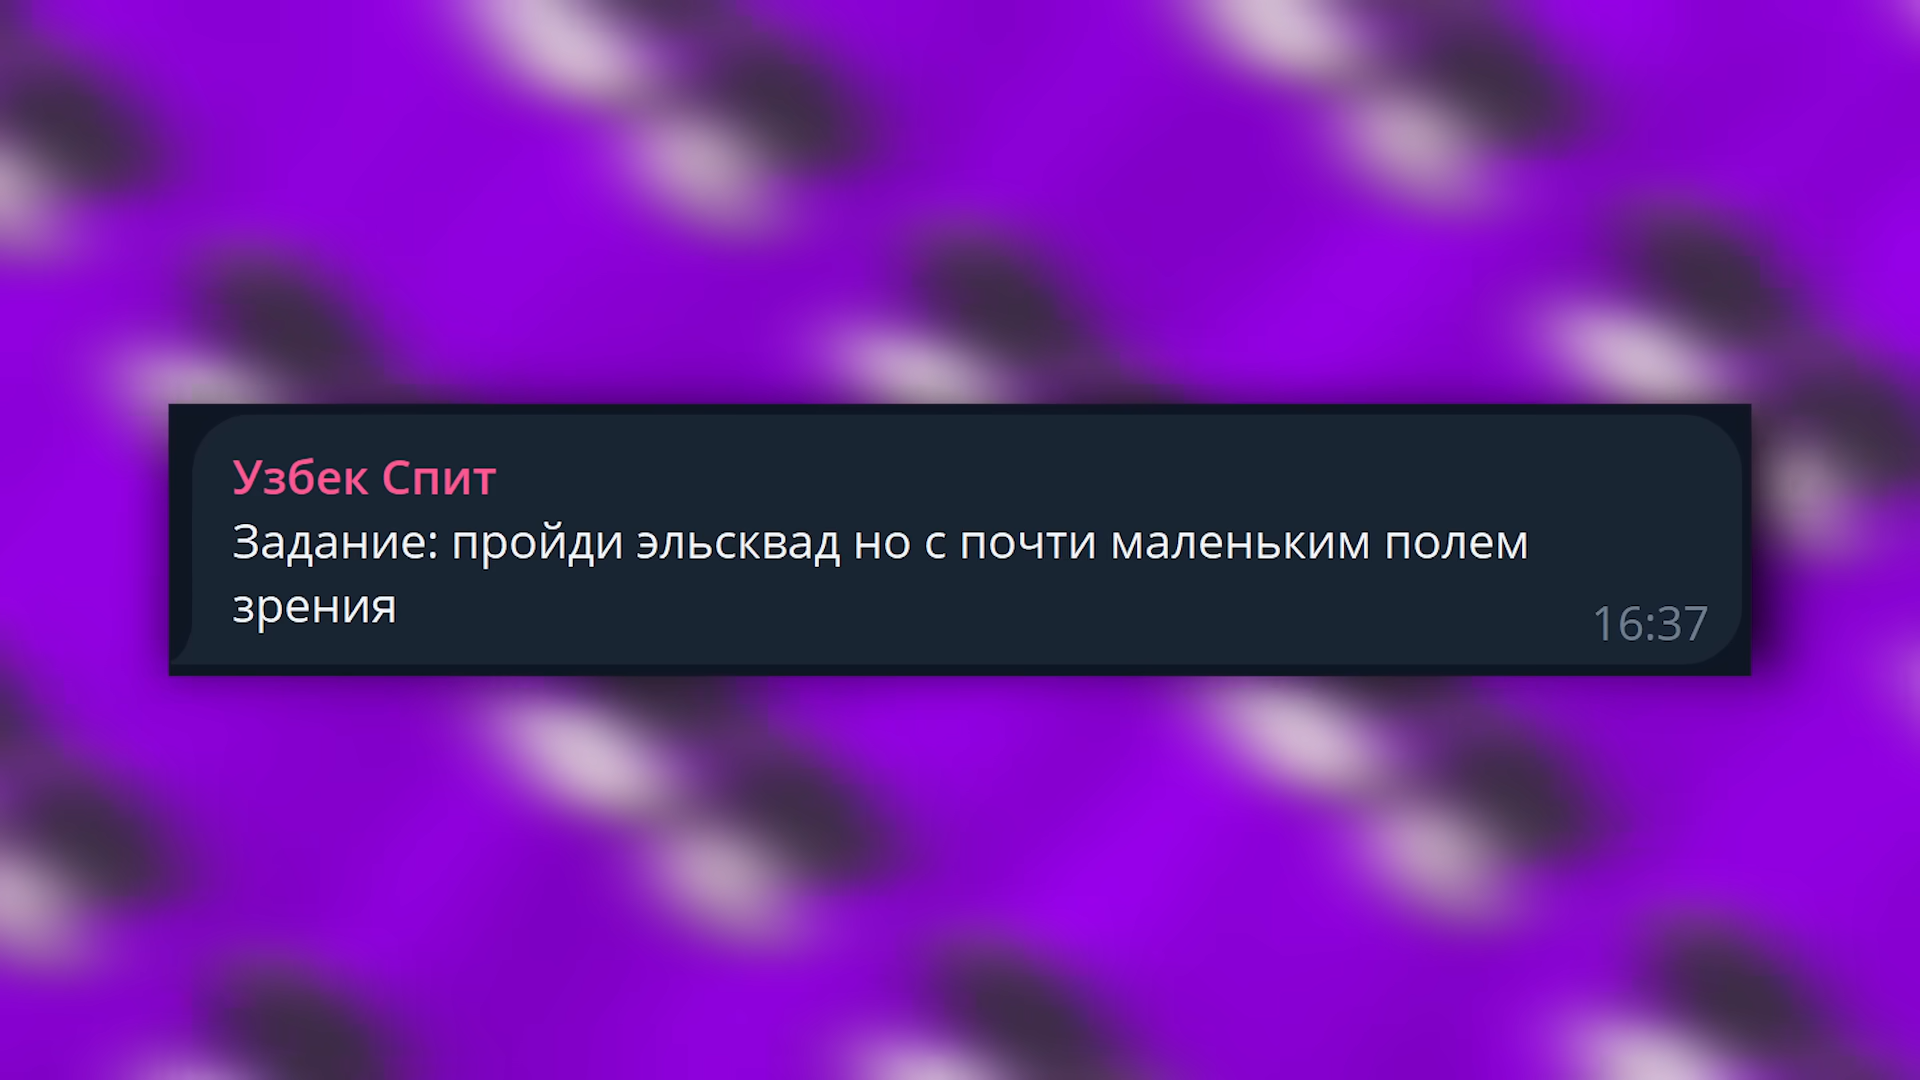 Узбек Спит
Задание: пройди эльсквад но с почти маленьким полем
зрения
16:37